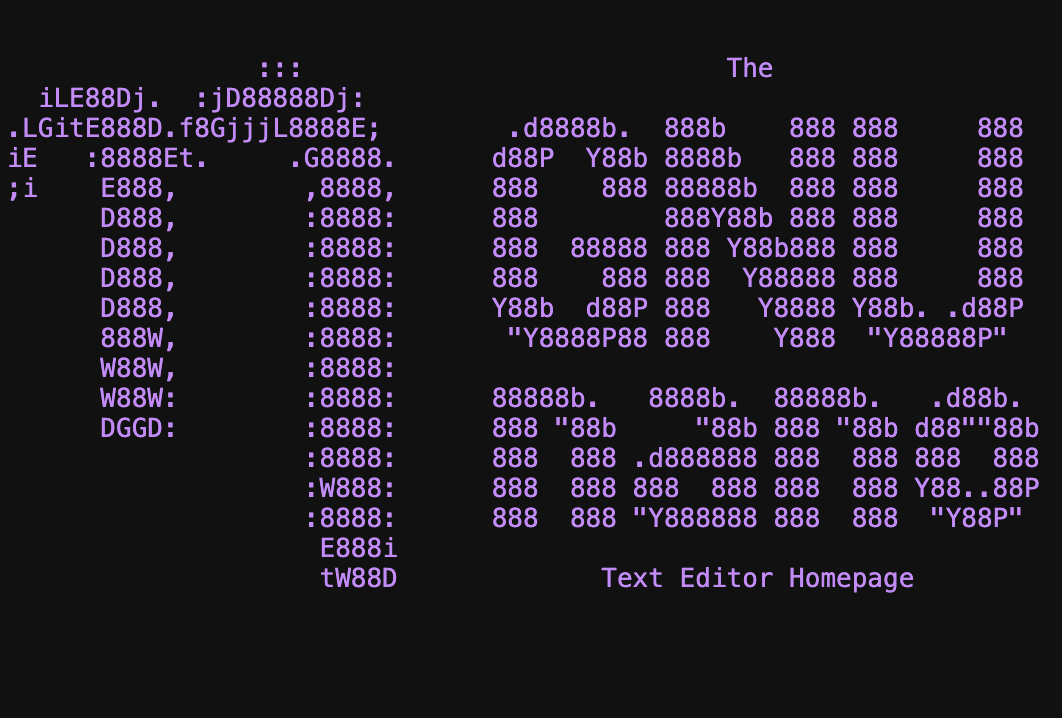 :::                           The
  iLE88Dj.  :jD88888Dj:
.LGitE888D.f8GjjjL8888E;        .d8888b.  888b    888 888     888
iE   :8888Et.     .G8888.      d88P  Y88b 8888b   888 888     888
;i    E888,        ,8888,      888    888 88888b  888 888     888
      D888,        :8888:      888        888Y88b 888 888     888
      D888,        :8888:      888  88888 888 Y88b888 888     888
      D888,        :8888:      888    888 888  Y88888 888     888
      D888,        :8888:      Y88b  d88P 888   Y8888 Y88b. .d88P
      888W,        :8888:       "Y8888P88 888    Y888  "Y88888P"
      W88W,        :8888:
      W88W:        :8888:      88888b.   8888b.  88888b.   .d88b.
      DGGD:        :8888:      888 "88b     "88b 888 "88b d88""88b
                   :8888:      888  888 .d888888 888  888 888  888
                   :W888:      888  888 888  888 888  888 Y88..88P
                   :8888:      888  888 "Y888888 888  888  "Y88P"
                    E888i
                    tW88D             Text Editor Homepage